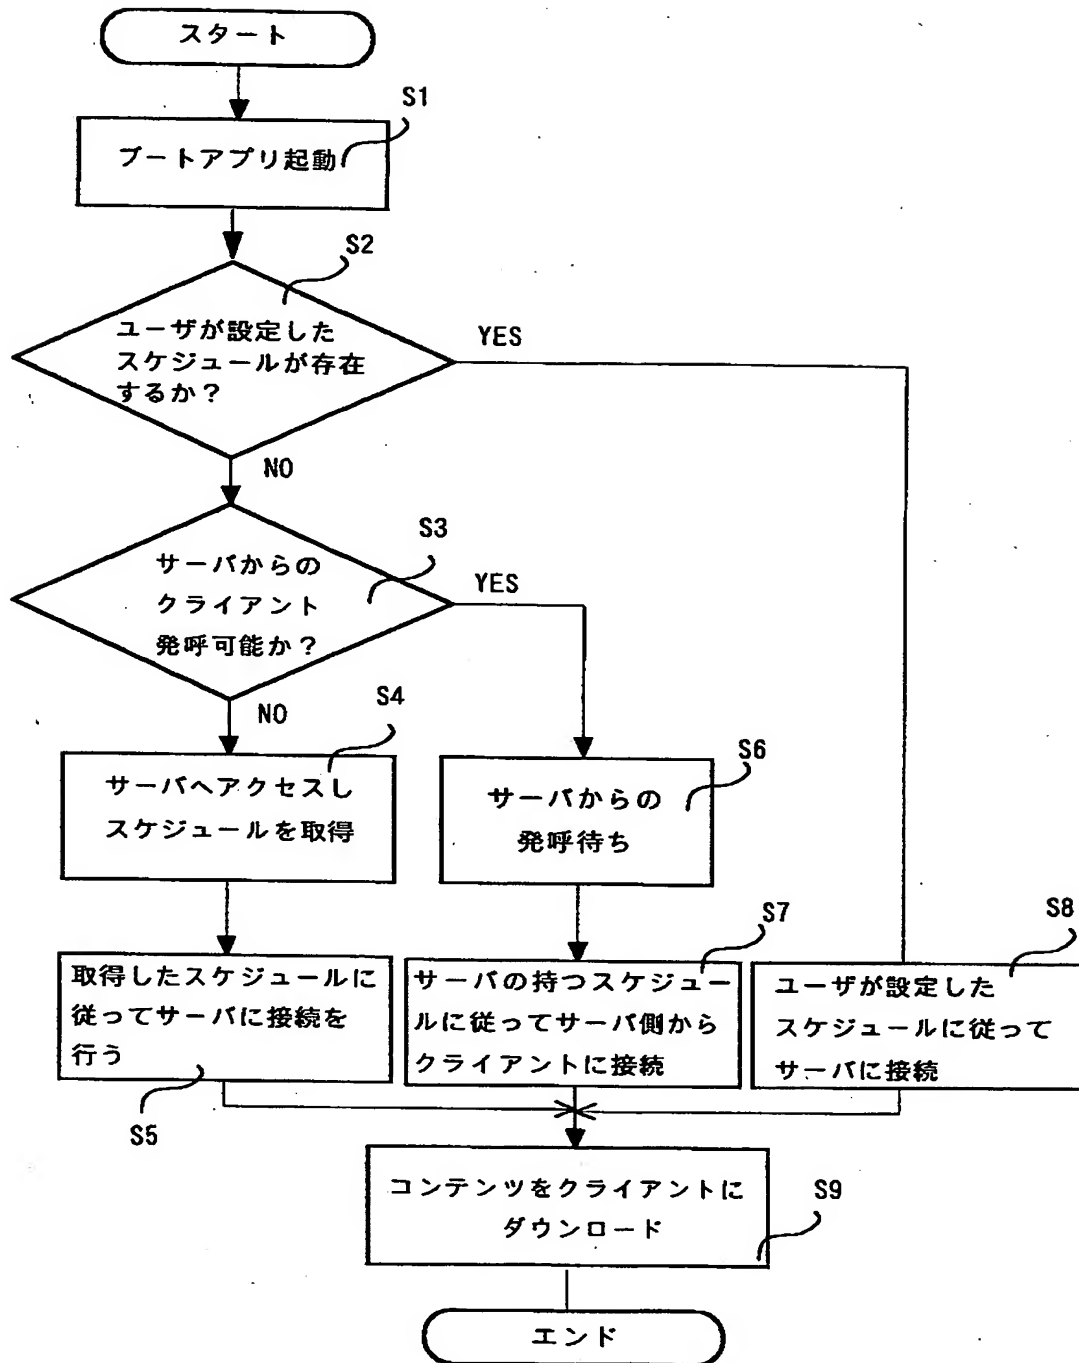 スタート
S1
ブートアプリ起動
S2
ユーザが設定した
スケジュールが存在
するか?
YES
NO
S3
サーバからの
クライアント
発呼可能か?
YES
NO
S4
サーバへアクセスし
スケジュールを取得
S6
サーバからの
発呼待ち
取得したスケジュールに
従ってサーバに接続を
行う
S5
S7
サーバの持つスケジュー
ルに従ってサーバ側から
クライアントに接続
S8
ユーザが設定した
スケジュールに従って
サーバに接続
コンテンツをクライアントに
ダウンロード
S9
エンド